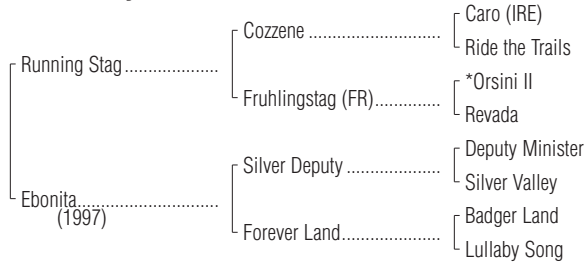 Caro (IRE)
Cozzene ....................
Ride the Trails
Running Stag...................
*Orsini II
Fruhlingstag (FR).............
Revada
Deputy Minister
Silver Deputy ...................
Silver Valley
Ebonita.............................
(1997)
Badger Land
Forever Land....................
Lullaby Song